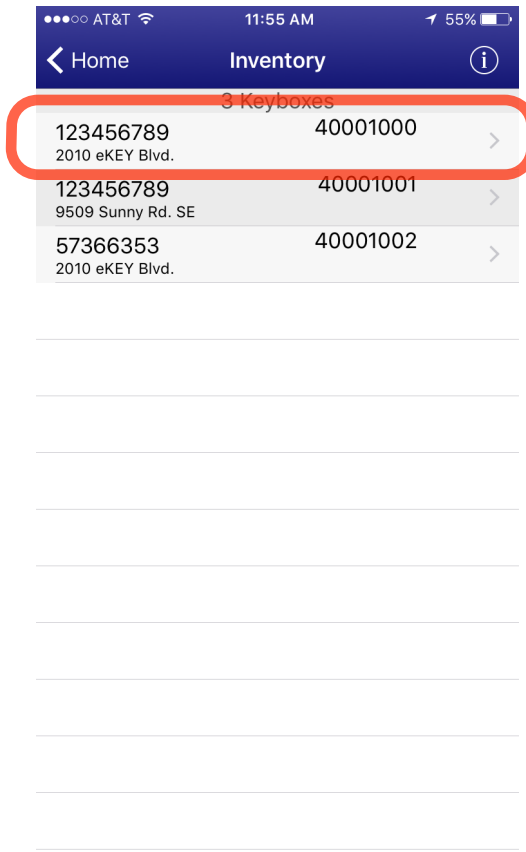 AT&T 11:55 AM 55%
Home Inventory i
3 Keyboxes
123456789 40001000
2010 eKEY Blvd.
123456789 40001001
9509 Sunny Rd. SE
57366353 40001002
2010 eKEY Blvd.